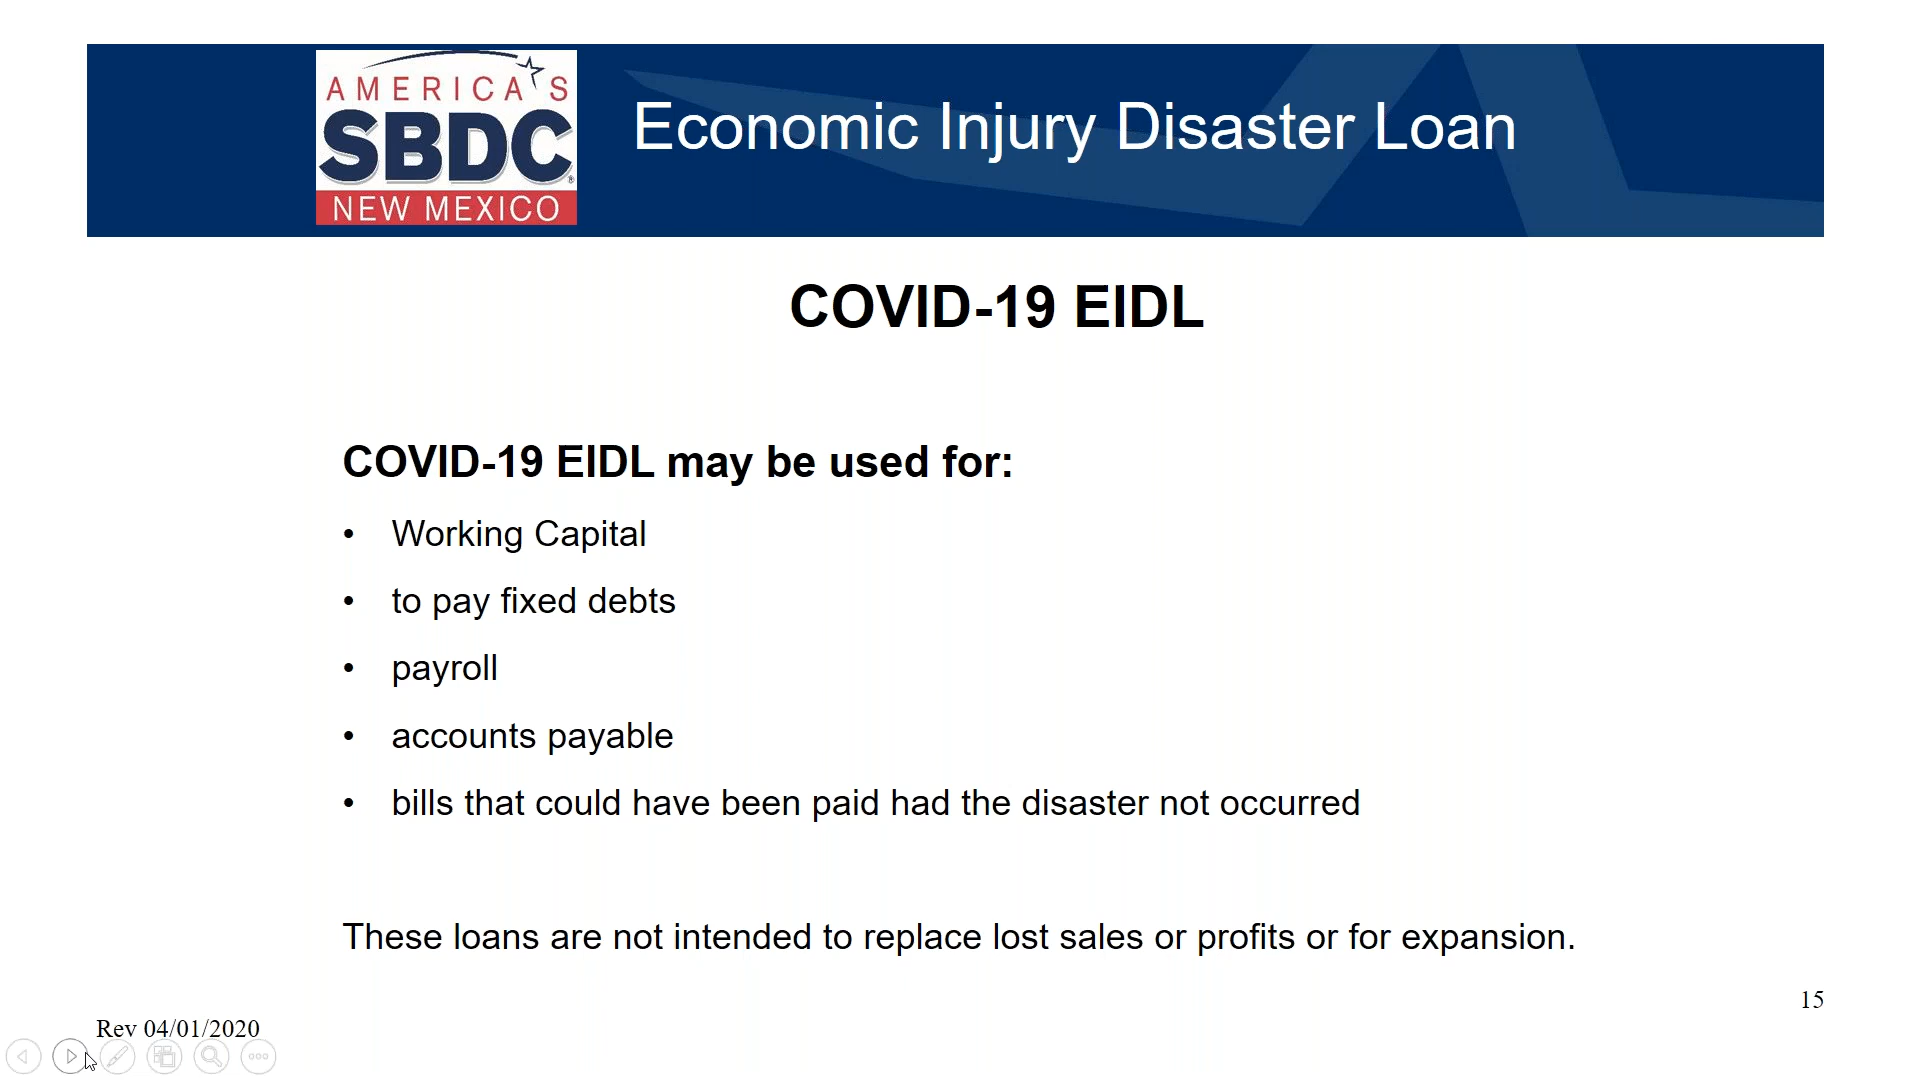 AMERICA'S
SBDC
NEW MEXICO
Economic Injury Disaster Loan
COVID-19 EIDL
COVID-19 EIDL may be used for:
• Working Capital
• to pay fixed debts
• payroll
• accounts payable
• bills that could have been paid had the disaster not occurred
These loans are not intended to replace lost sales or profits or for expansion.
15
Rev 04/01/2020